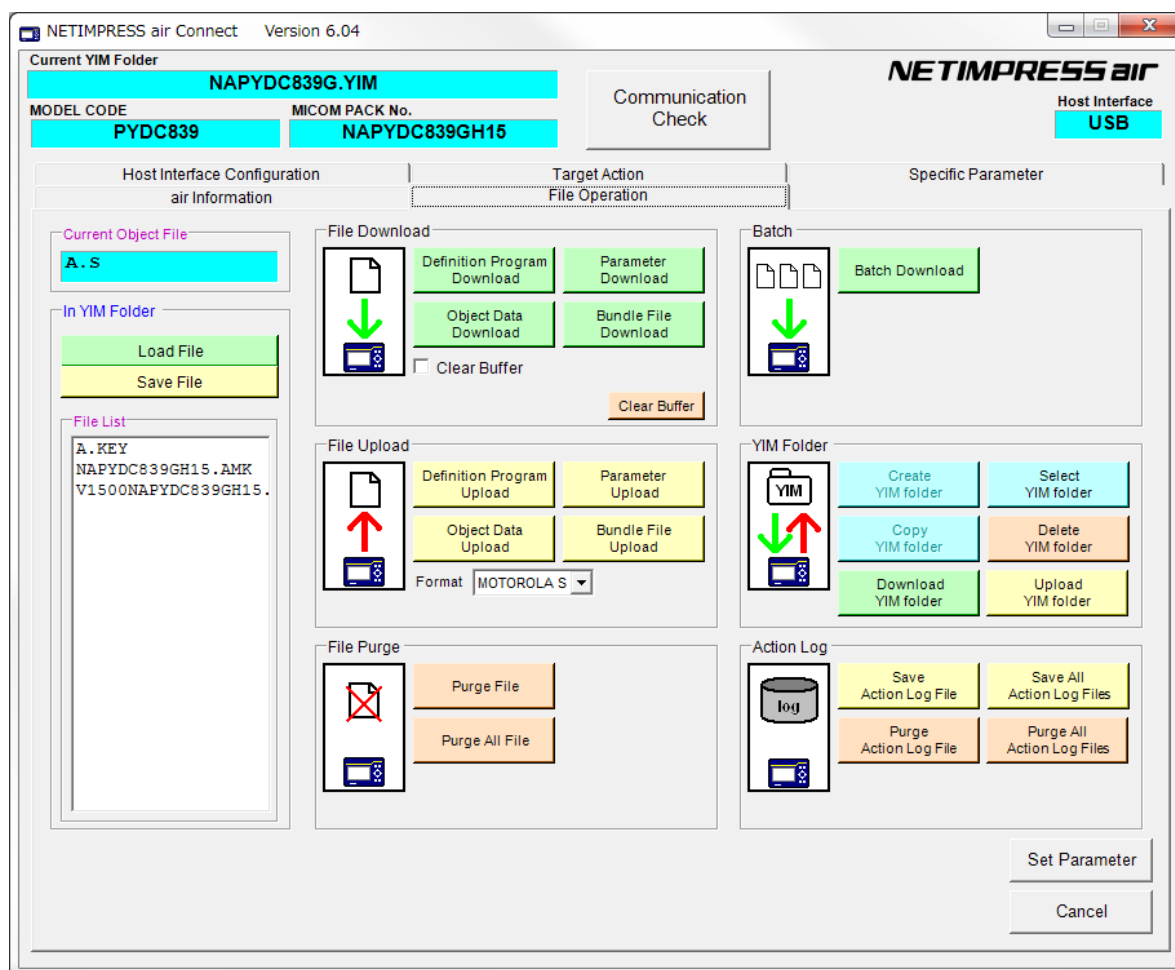 NETIMPRESS air Connect Version 6.04
Current YIM Folder
NAPYDC839G.YIM
MODEL CODE
MICOM PACK No.
PYDC839
NAPYDC839GH15
Communication
Check
NETIMPRESS air
Host Interface
USB
Host Interface Configuration
Target Action
Specific Parameter
air Information
File Operation
Current Object File
A.S
In YIM Folder
Load File
Save File
File List
A.KEY
NAPYDC839GH15.AMK
V1500NAPYDC839GH15.
File Download
Definition Program
Download
Parameter
Download
Object Data
Download
Bundle File
Download
Clear Buffer
Clear Buffer
Batch
Batch Download
File Upload
Definition Program
Upload
Parameter
Upload
Object Data
Upload
Bundle File
Upload
Format
MOTOROLA S
YIM Folder
YIM
Create
YIM folder
Select
YIM folder
Copy
YIM folder
Delete
YIM folder
Download
YIM folder
Upload
YIM folder
File Purge
Purge File
Purge All File
Action Log
log
Save
Action Log File
Save All
Action Log Files
Purge
Action Log File
Purge All
Action Log Files
Set Parameter
Cancel